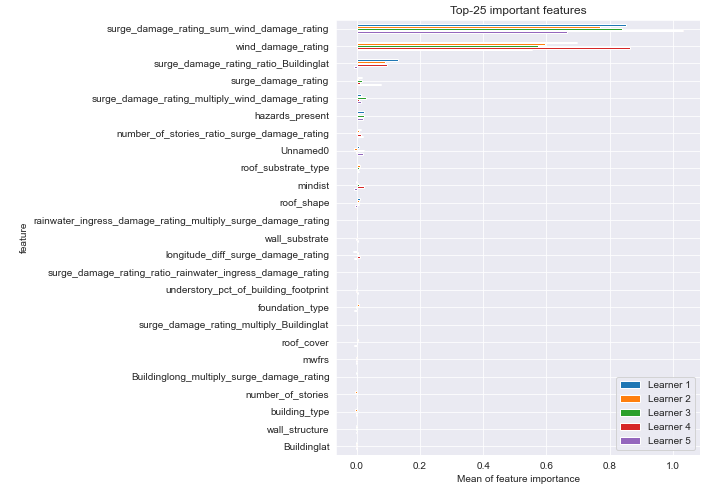 Top-25 important features
surge_damage_rating_sum_wind_damage_rating
wind_damage_rating
surge_damage_rating_ratio_Buildinglat
surge_damage_rating
surge_damage_rating_multiply_wind_damage_rating
hazards_present
number_of_stories_ratio_surge_damage_rating
Unnamed0
roof_substrate_type
mindist
roof_shape
rainwater_ingress_damage_rating_multiply_surge_damage_rating
wall_substrate
longitude_diff_surge_damage_rating
surge_damage_rating_ratio_rainwater_ingress_damage_rating
understory_pct_of_building_footprint
foundation_type
surge_damage_rating_multiply_Buildinglat
roof_cover
mwfrs
Buildinglong_multiply_surge_damage_rating
number_of_stories
building_type
wall_structure
Buildinglat
feature
Learner 1
Learner 2
Learner 3
Learner 4
Learner 5
0.0 0.2 0.4 0.6 0.8 1.0
Mean of feature importance